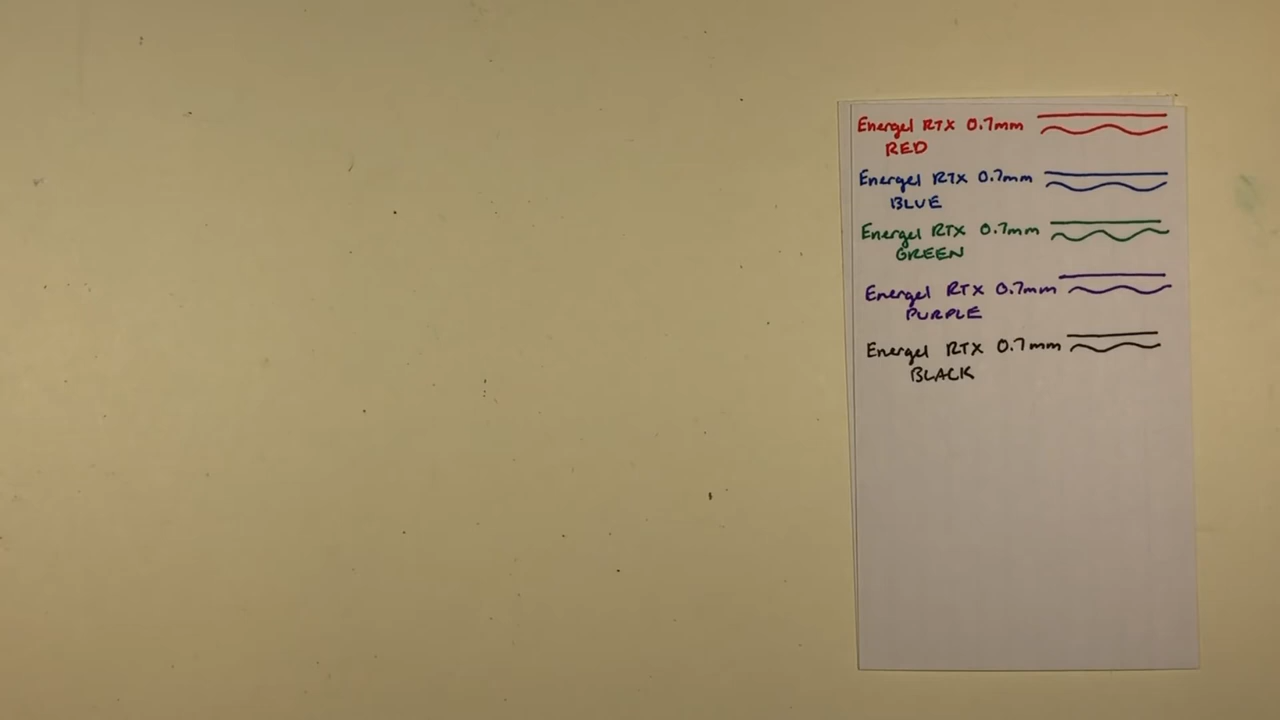 Energel RTX 0.7mm
RED
Energel RTX 0.7mm
BLUE
Energel RTX 0.7mm
GREEN
Energel RTX 0.7mm
PURPLE
Energel RTX 0.7mm
BLACK